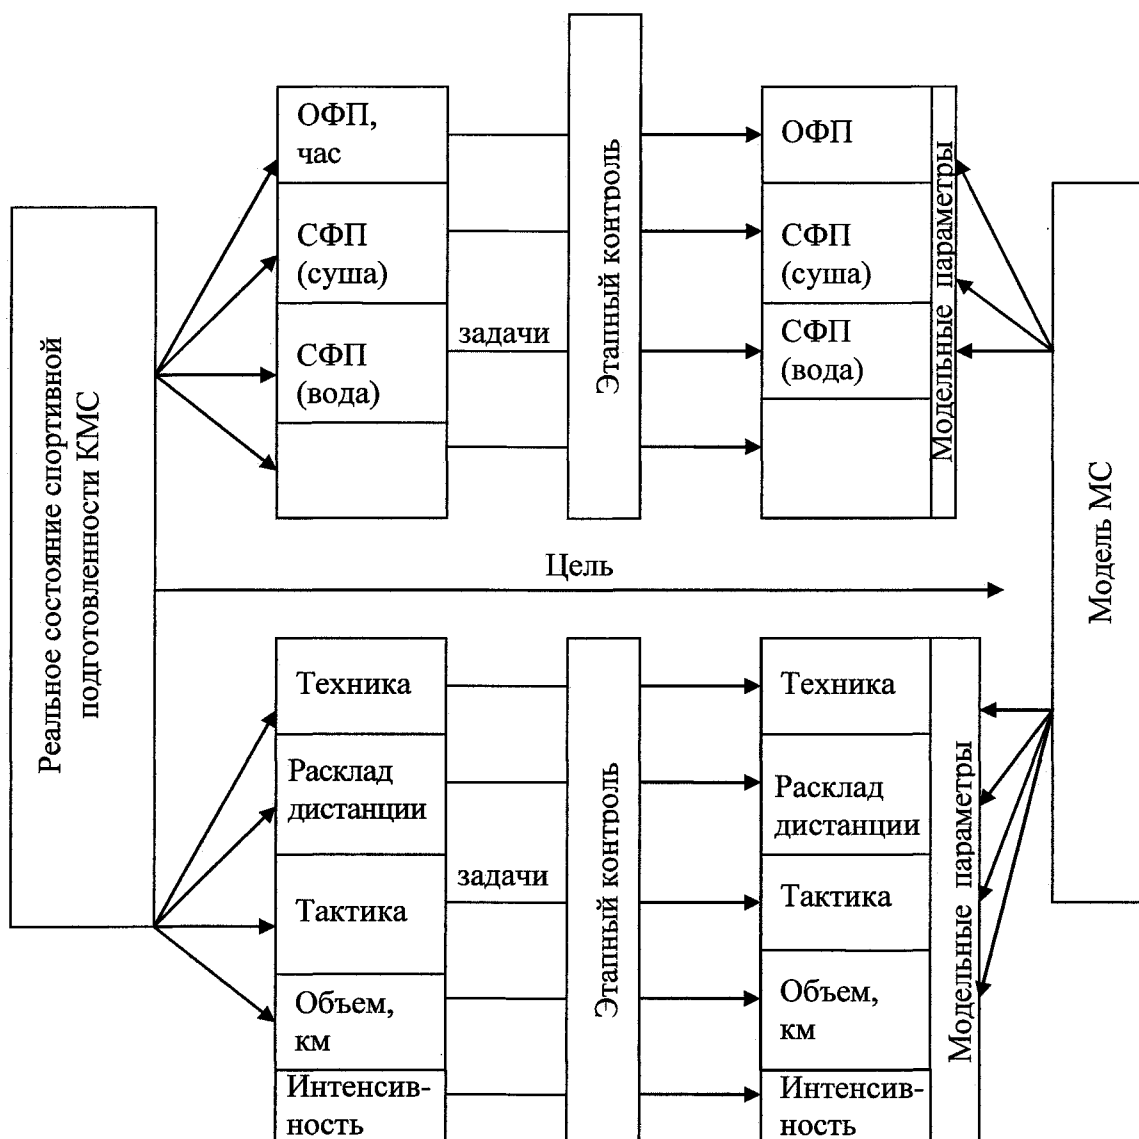 Реальное состояние спортивной
подготовленности КМС
ОФП,
час
СФП
(суша)
СФП
(вода)
задачи
Этапный контроль
ОФП
СФП
(суша)
СФП
(вода)
Модельные параметры
Модель МС
Цель
Техника
Расклад
дистанции
Тактика
Объем,
км
Интенсив-
ность
задачи
Этапный контроль
Техника
Расклад
дистанции
Тактика
Объем,
км
Интенсив-
ность
Модельные параметры